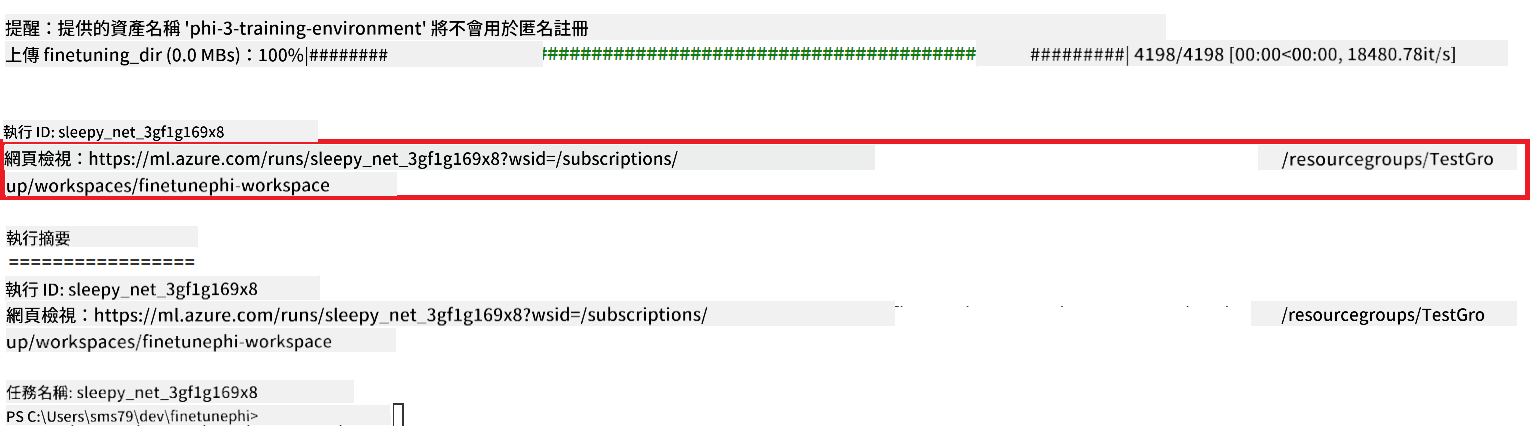 提醒：提供的資產名稱 'phi-3-training-environment' 將不會用於匿名註冊
上傳 finetuning_dir (0.0 MBs)：100%|######## ##################################### #########| 4198/4198 [00:00<00:00, 18480.78it/s]
執行 ID: sleepy_net_3gf1g169x8
網頁檢視：https://ml.azure.com/runs/sleepy_net_3gf1g169x8?wsid=/subscriptions/ /resourcegroups/TestGro
up/workspaces/finetunephi-workspace
執行摘要
=================
執行 ID: sleepy_net_3gf1g169x8
網頁檢視：https://ml.azure.com/runs/sleepy_net_3gf1g169x8?wsid=/subscriptions/ /resourcegroups/TestGro
up/workspaces/finetunephi-workspace
任務名稱: sleepy_net_3gf1g169x8
PS C:\Users\sms79\dev\finetunephi>